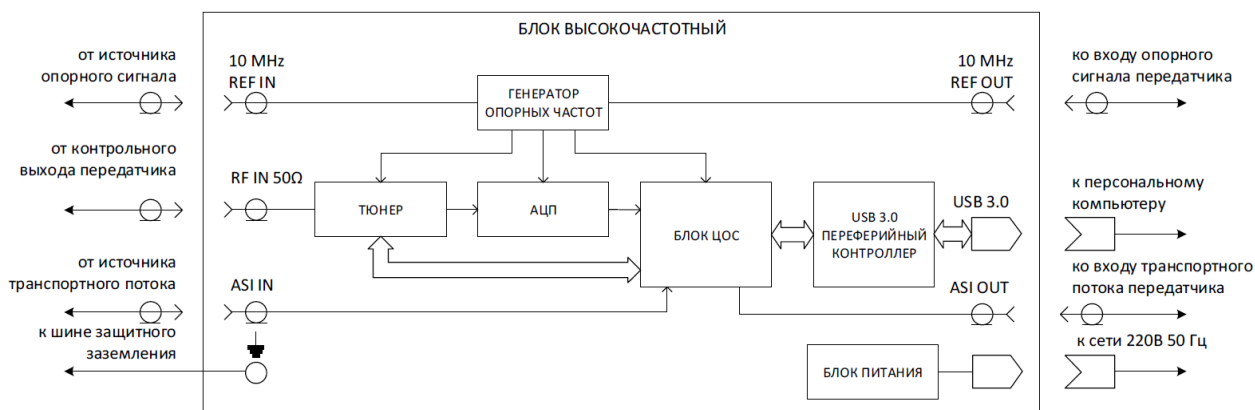 БЛОК ВЫСОКОЧАСТОТНЫЙ
от источника
опорного сигнала
10 MHz
REF IN
ГЕНЕРАТОР
ОПОРНЫХ ЧАСТОТ
10 MHz
REF OUT
ко входу опорного
сигнала передатчика
от контрольного
выхода передатчика
RF IN 50Ω
ТЮНЕР
АЦП
БЛОК ЦОС
USB 3.0
ПЕРЕФЕРИЙНЫЙ
КОНТРОЛЛЕР
USB 3.0
к персональному
компьютеру
от источника
транспортного потока
ASI IN
ASI OUT
ко входу транспортного
потока передатчика
к шине защитного
заземления
БЛОК ПИТАНИЯ
к сети 220В 50 Гц